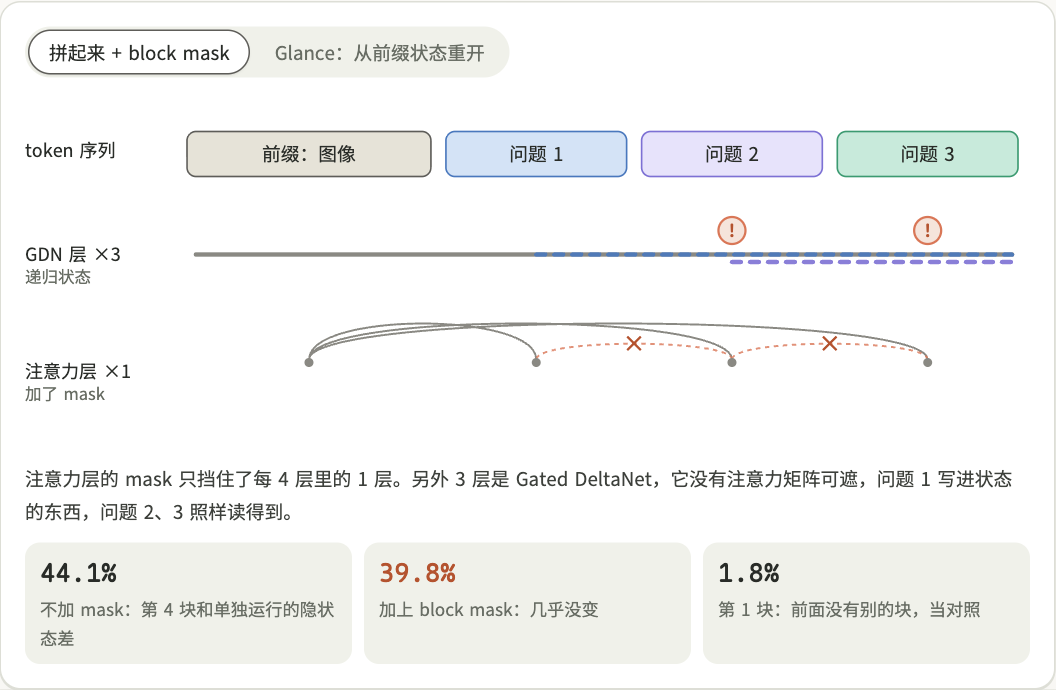 拼起来 + block mask
Glance：从前缀状态重开
token 序列
前缀：图像
问题 1
问题 2
问题 3
!
!
GDN 层 ×3
递归状态
注意力层 ×1
加了 mask
注意力层的 mask 只挡住了每 4 层里的 1 层。另外 3 层是 Gated DeltaNet，它没有注意力矩阵可遮，问题 1 写进状态
的东西，问题 2、3 照样读得到。
44.1%
不加 mask：第 4 块和单独运行的隐状
态差
39.8%
加上 block mask：几乎没变
1.8%
第 1 块：前面没有别的块，当对照